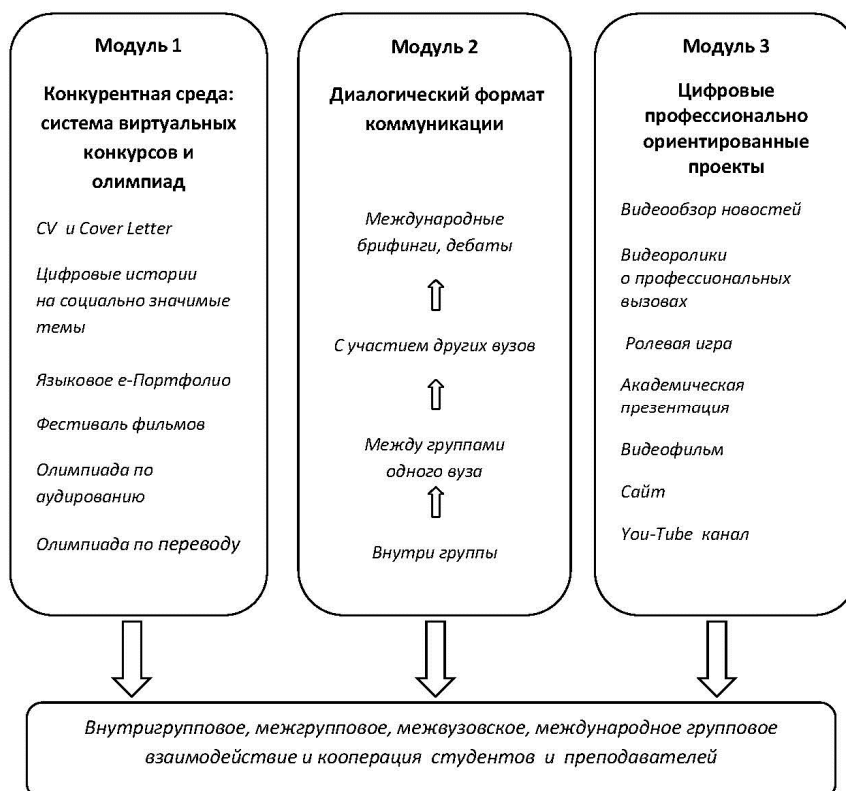 Модуль 1
Конкурентная среда:
система виртуальных
конкурсов и
олимпиад
CV и Cover Letter
Цифровые истории
на социально значимые
темы
Языковое е-Портфолио
Фестиваль фильмов
Олимпиада по
аудированию
Олимпиада по переводу
Модуль 2
Диалогический формат
коммуникации
Международные
брифинги, дебаты
С участием других вузов
Между группами
одного вуза
Внутри группы
Модуль 3
Цифровые
профессионально
ориентированные
проекты
Видеообзор новостей
Видеоролики
о профессиональных
вызовах
Ролевая игра
Академическая
презентация
Видеофильм
Сайт
You-Tube канал
Внутригрупповое, межгрупповое, межвузовское, международное групповое
взаимодействие и кооперация студентов и преподавателей